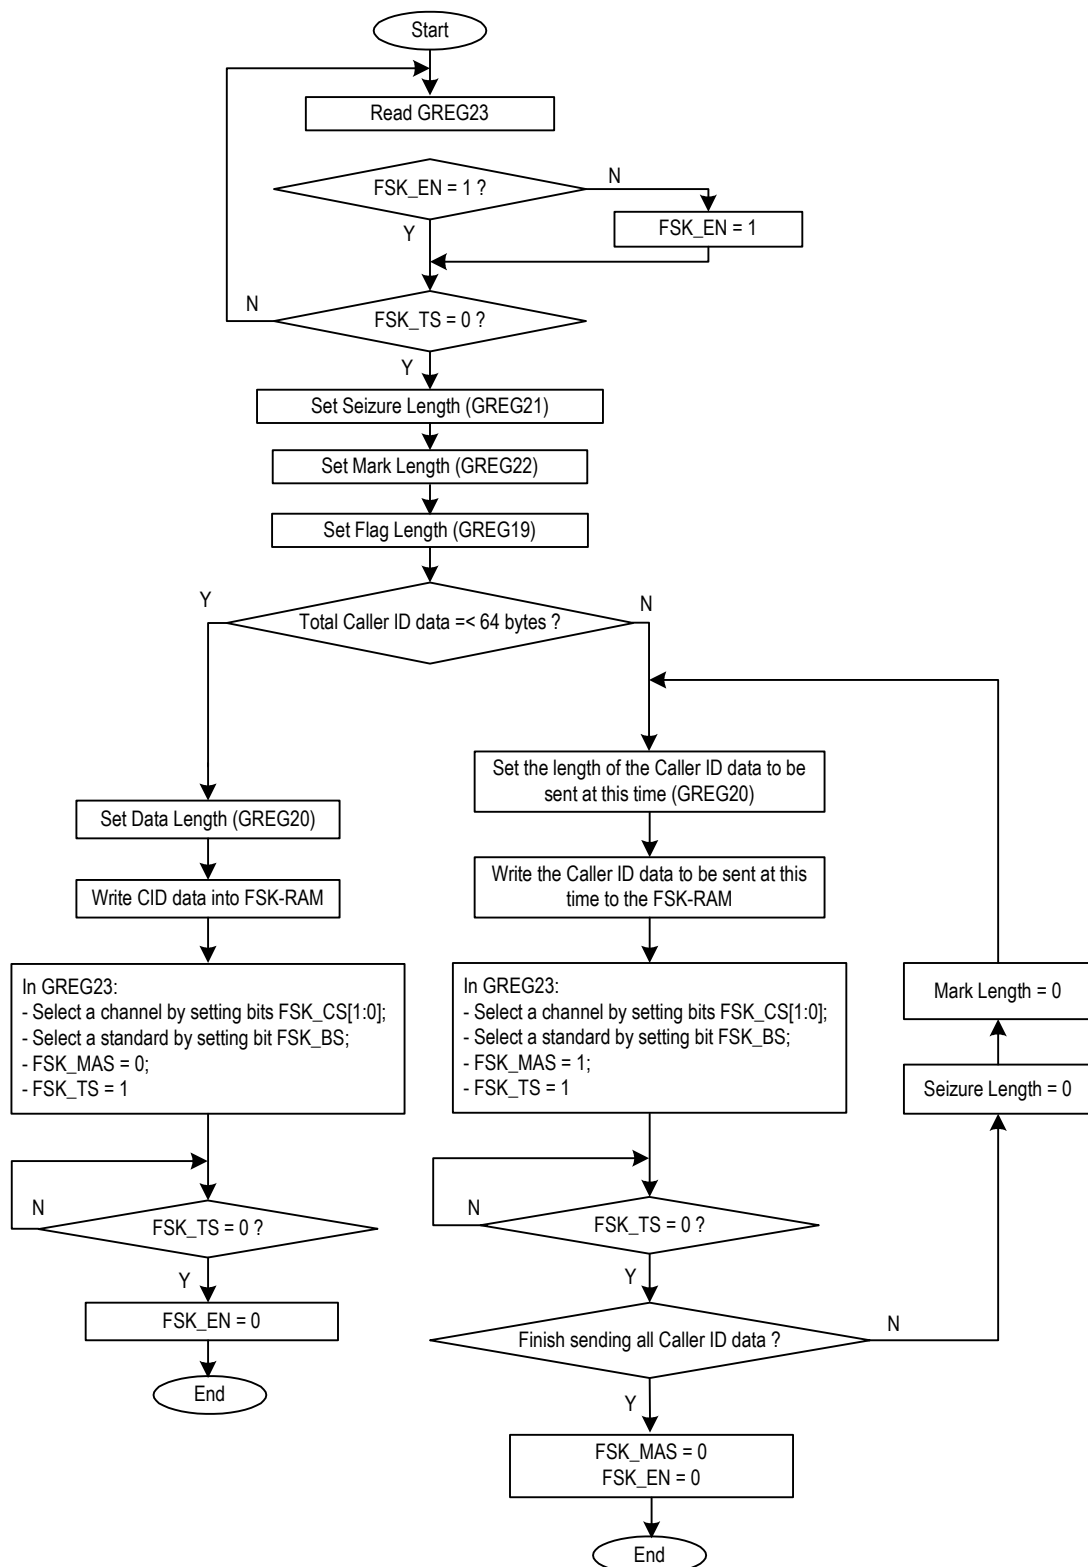 Start
Read GREG23
FSK_EN = 1 ?
N
FSK_EN = 1
Y
N
FSK_TS = 0 ?
Y
Set Seizure Length (GREG21)
Set Mark Length (GREG22)
Set Flag Length (GREG19)
Y
N
Total Caller ID data =< 64 bytes ?
Set Data Length (GREG20)
Write CID data into FSK-RAM
In GREG23:
- Select a channel by setting bits FSK_CS[1:0];
- Select a standard by setting bit FSK_BS;
- FSK_MAS = 0;
- FSK_TS = 1
N
FSK_TS = 0 ?
Y
FSK_EN = 0
End
Set the length of the Caller ID data to be
sent at this time (GREG20)
Write the Caller ID data to be sent at this
time to the FSK-RAM
In GREG23:
- Select a channel by setting bits FSK_CS[1:0];
- Select a standard by setting bit FSK_BS;
- FSK_MAS = 1;
- FSK_TS = 1
N
FSK_TS = 0 ?
Y
Finish sending all Caller ID data ?
N
Y
FSK_MAS = 0
FSK_EN = 0
End
Mark Length = 0
Seizure Length = 0